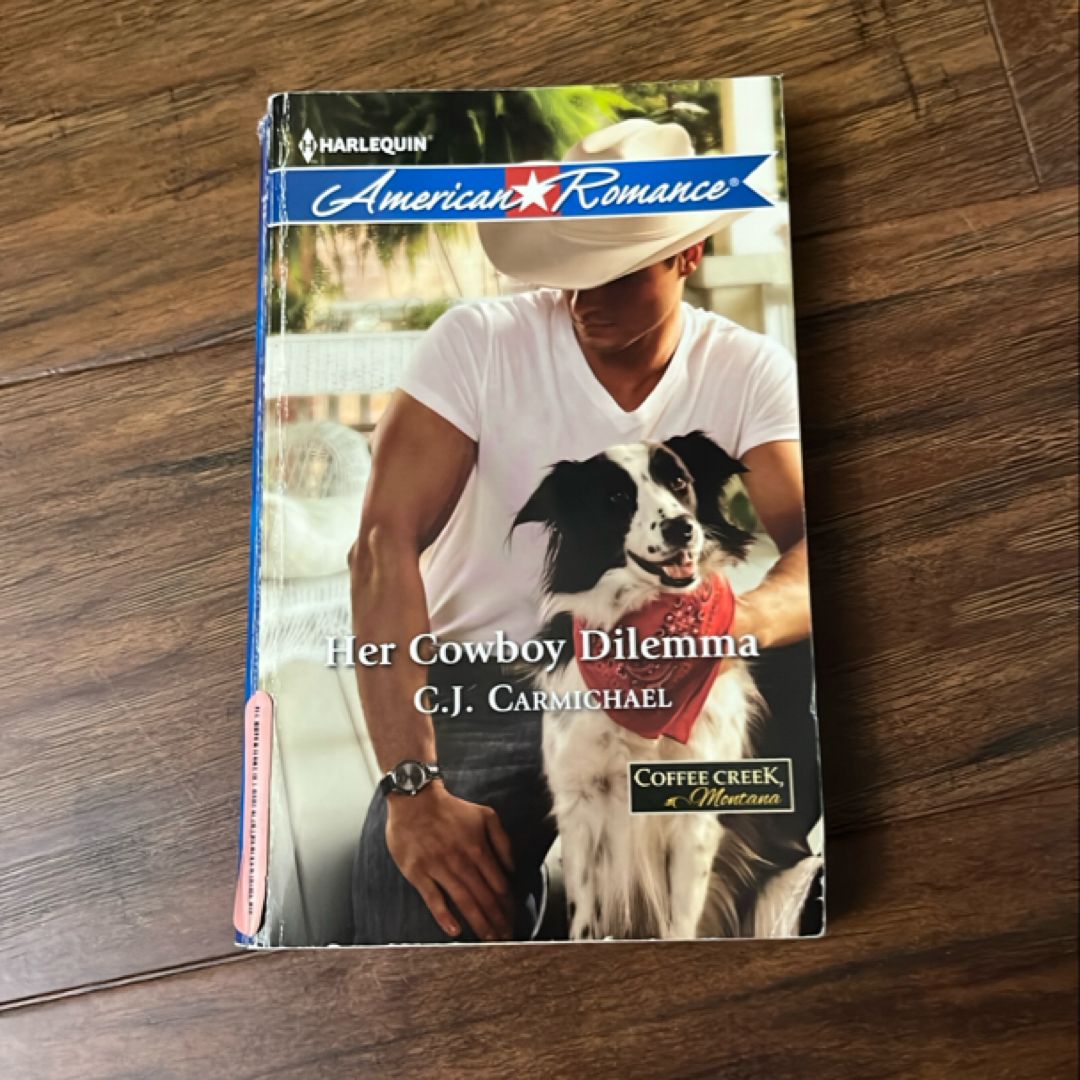 HARLEQUIN®
American Romance®
Her Cowboy Dilemma
C.J. CARMICHAEL
COFFEE CREEK,
Montana